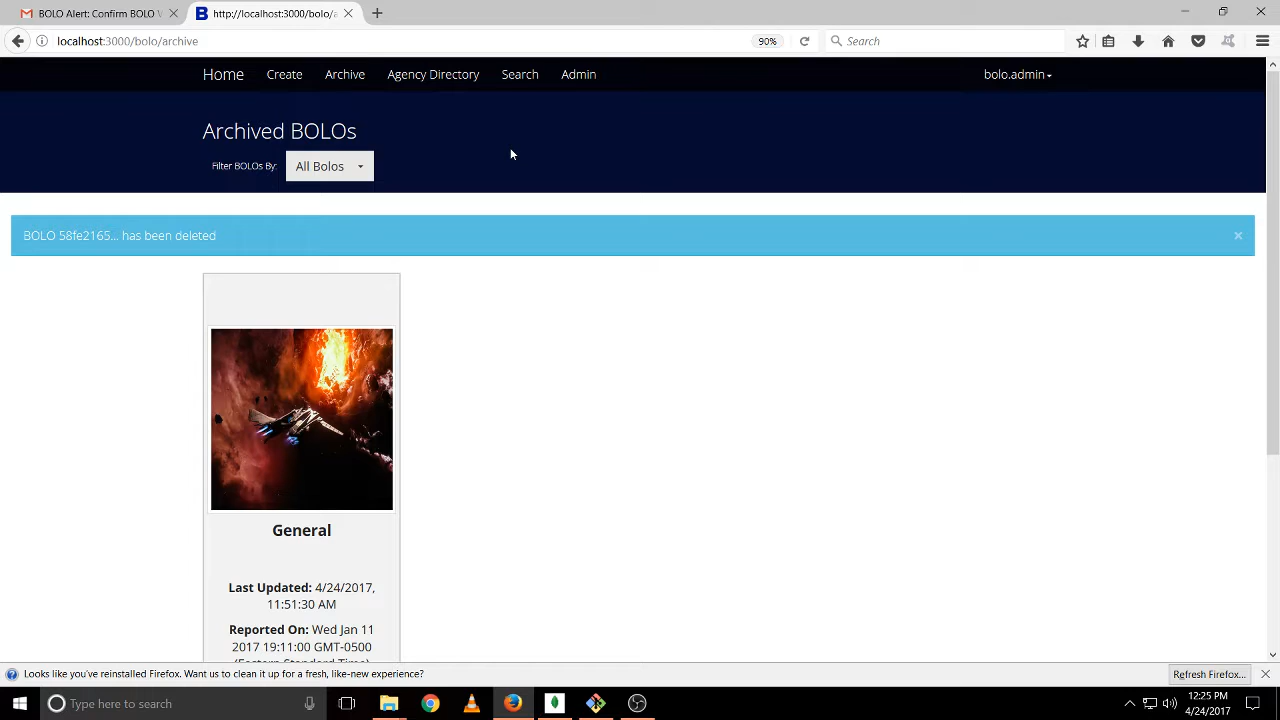 BOLO Alert: Confirm BOLO V
http://localhost:3000/bolo/a
localhost:3000/bolo/archive
90%
Search
Home
Create
Archive
Agency Directory
Search
Admin
bolo.admin
Archived BOLOs
Filter BOLOs By:
All Bolos
BOLO 58fe2165... has been deleted
General
Last Updated: 4/24/2017,
11:51:30 AM
Reported On: Wed Jan 11
2017 19:11:00 GMT-0500
(Eastern Standard Time)
Looks like you've reinstalled Firefox. Want us to clean it up for a fresh, like-new experience?
Refresh Firefox...
Type here to search
12:25 PM
4/24/2017